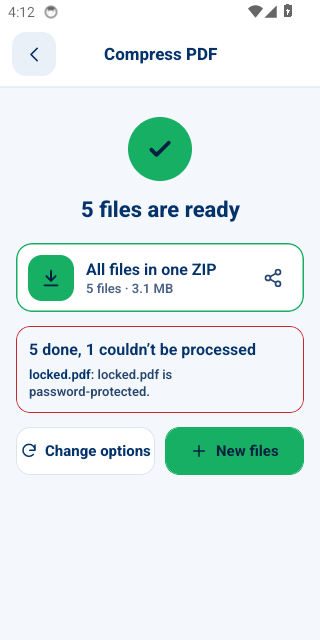 4:12
Compress PDF
5 files are ready
All files in one ZIP
5 files · 3.1 MB
5 done, 1 couldn’t be processed
locked.pdf: locked.pdf is
password-protected.
Change options
New files